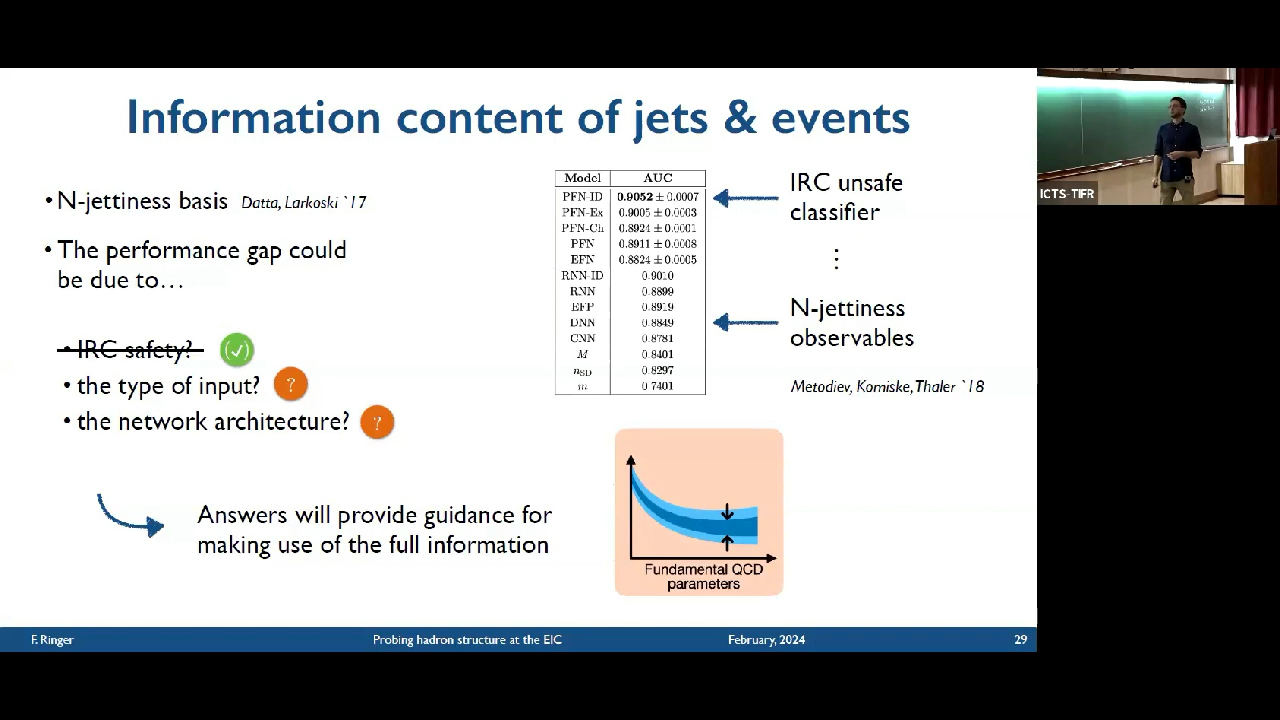 Information content of jets & events
• N-jettiness basis Datta, Larkoski `17
• The performance gap could
be due to…
• IRC safety? (✓)
• the type of input? ?
• the network architecture? ?
Answers will provide guidance for
making use of the full information
Model AUC
PFN-ID 0.9052 ± 0.0007
PFN-Ex 0.9005 ± 0.0003
PFN-Ch 0.8924 ± 0.0001
PFN 0.8911 ± 0.0008
EFN 0.8824 ± 0.0005
RNN-ID 0.9010
RNN 0.8899
EFP 0.8919
DNN 0.8849
CNN 0.8781
M 0.8401
nSD 0.8297
m 0.7401
IRC unsafe
classifier
⋮
N-jettiness
observables
Metodiev, Komiske, Thaler `18
Fundamental QCD
parameters
F. Ringer Probing hadron structure at the EIC February, 2024 29
ICTS-TIFR